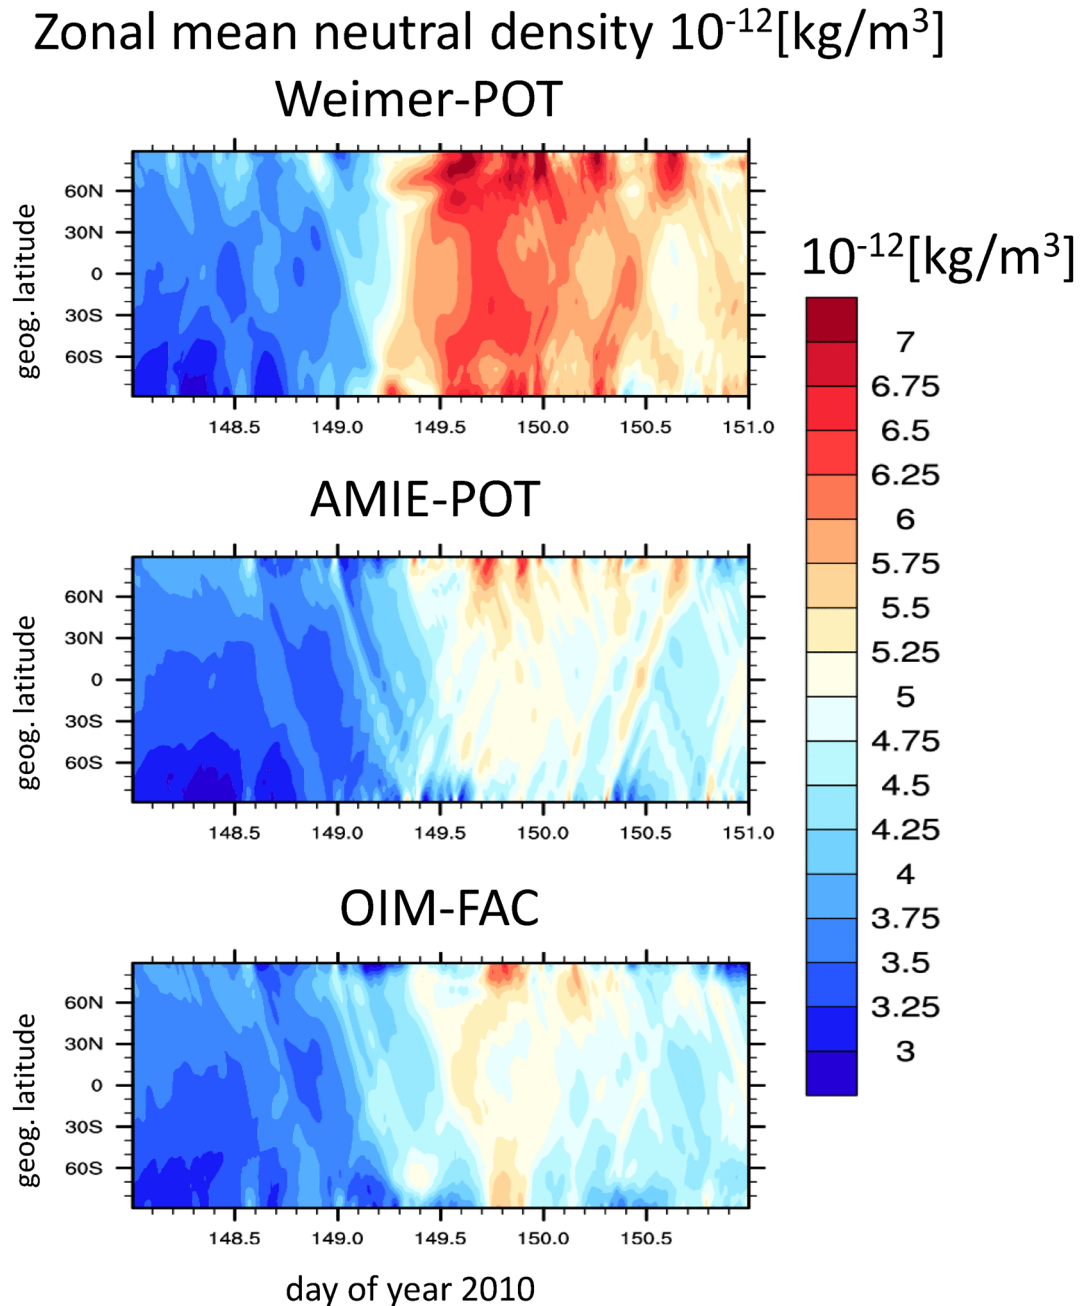 Zonal mean neutral density 10⁻¹²[kg/m³]
Weimer-POT
60N
30N
0
30S
60S
geog. latitude
148.5 149.0 149.5 150.0 150.5 151.0
AMIE-POT
60N
30N
0
30S
60S
geog. latitude
148.5 149.0 149.5 150.0 150.5 151.0
OIM-FAC
60N
30N
0
30S
60S
geog. latitude
148.5 149.0 149.5 150.0 150.5
day of year 2010
10⁻¹²[kg/m³]
7
6.75
6.5
6.25
6
5.75
5.5
5.25
5
4.75
4.5
4.25
4
3.75
3.5
3.25
3